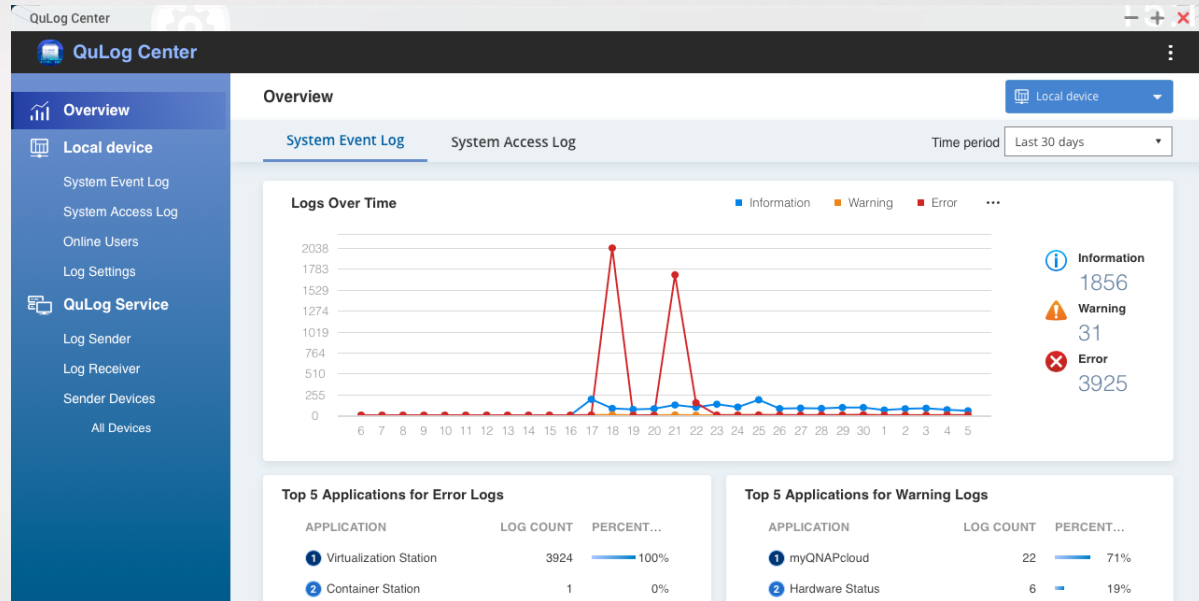 QuLog Center
QuLog Center
Overview
Local device
System Event Log
System Access Log
Online Users
Log Settings
QuLog Service
Log Sender
Log Receiver
Sender Devices
All Devices
Overview
Local device
System Event Log
System Access Log
Time period
Last 30 days
Logs Over Time
Information
Warning
Error
2038
1783
1529
1274
1019
764
510
255
0
6 7 8 9 10 11 12 13 14 15 16 17 18 19 20 21 22 23 24 25 26 27 28 29 30 1 2 3 4 5
Information
1856
Warning
31
Error
3925
Top 5 Applications for Error Logs
APPLICATION LOG COUNT PERCENT...
1 Virtualization Station 3924 100%
2 Container Station 1 0%
Top 5 Applications for Warning Logs
APPLICATION LOG COUNT PERCENT...
1 myQNAPcloud 22 71%
2 Hardware Status 6 19%